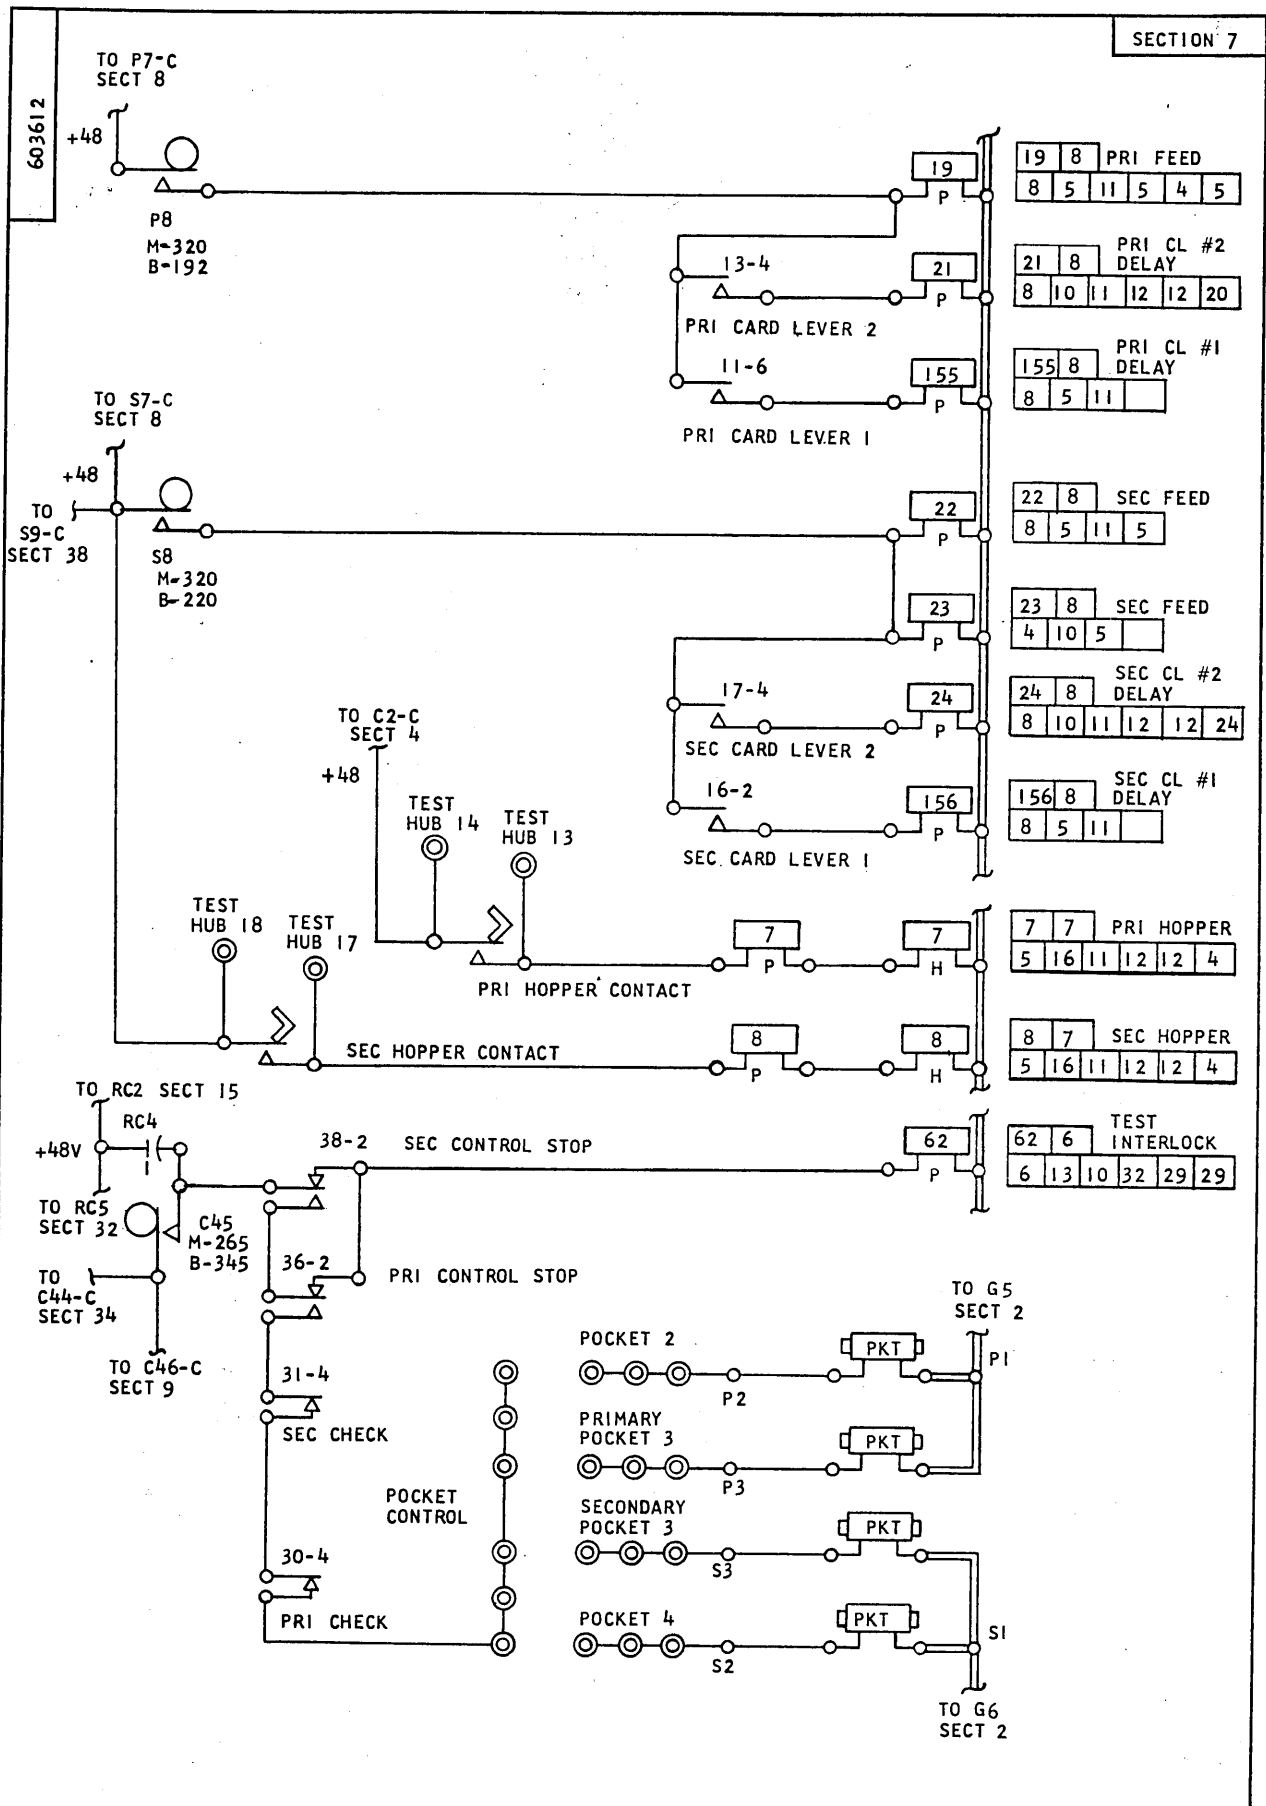 SECTION 7
603612
TO P7-C
SECT 8
+48
P8
M-320
B-192
19
P
19 8 PRI FEED
8 5 11 5 4 5
13-4
PRI CARD LEVER 2
21
P
PRI CL #2
21 8 DELAY
8 10 11 12 12 20
11-6
PRI CARD LEVER 1
155
P
PRI CL #1
155 8 DELAY
8 5 11
TO S7-C
SECT 8
+48
TO
S9-C
SECT 38
S8
M-320
B-220
22
P
22 8 SEC FEED
8 5 11 5
23
P
23 8 SEC FEED
4 10 5
17-4
SEC CARD LEVER 2
24
P
SEC CL #2
24 8 DELAY
8 10 11 12 12 24
16-2
SEC CARD LEVER 1
156
P
SEC CL #1
156 8 DELAY
8 5 11
TO C2-C
SECT 4
+48
TEST
HUB 14
TEST
HUB 13
PRI HOPPER CONTACT
7
P
7
H
7 7 PRI HOPPER
5 16 11 12 12 4
TEST
HUB 18
TEST
HUB 17
SEC HOPPER CONTACT
8
P
8
H
8 7 SEC HOPPER
5 16 11 12 12 4
TO RC2 SECT 15
RC4
+48V
1
38-2
SEC CONTROL STOP
62
P
TEST
62 6 INTERLOCK
6 13 10 32 29 29
TO RC5
SECT 32
C45
M-265
B-345
36-2
PRI CONTROL STOP
TO
C44-C
SECT 34
TO C46-C
SECT 9
31-4
SEC CHECK
30-4
PRI CHECK
POCKET
CONTROL
TO G5
SECT 2
POCKET 2
P2
PKT
P1
PRIMARY
POCKET 3
P3
PKT
SECONDARY
POCKET 3
S3
PKT
POCKET 4
S2
PKT
S1
TO G6
SECT 2